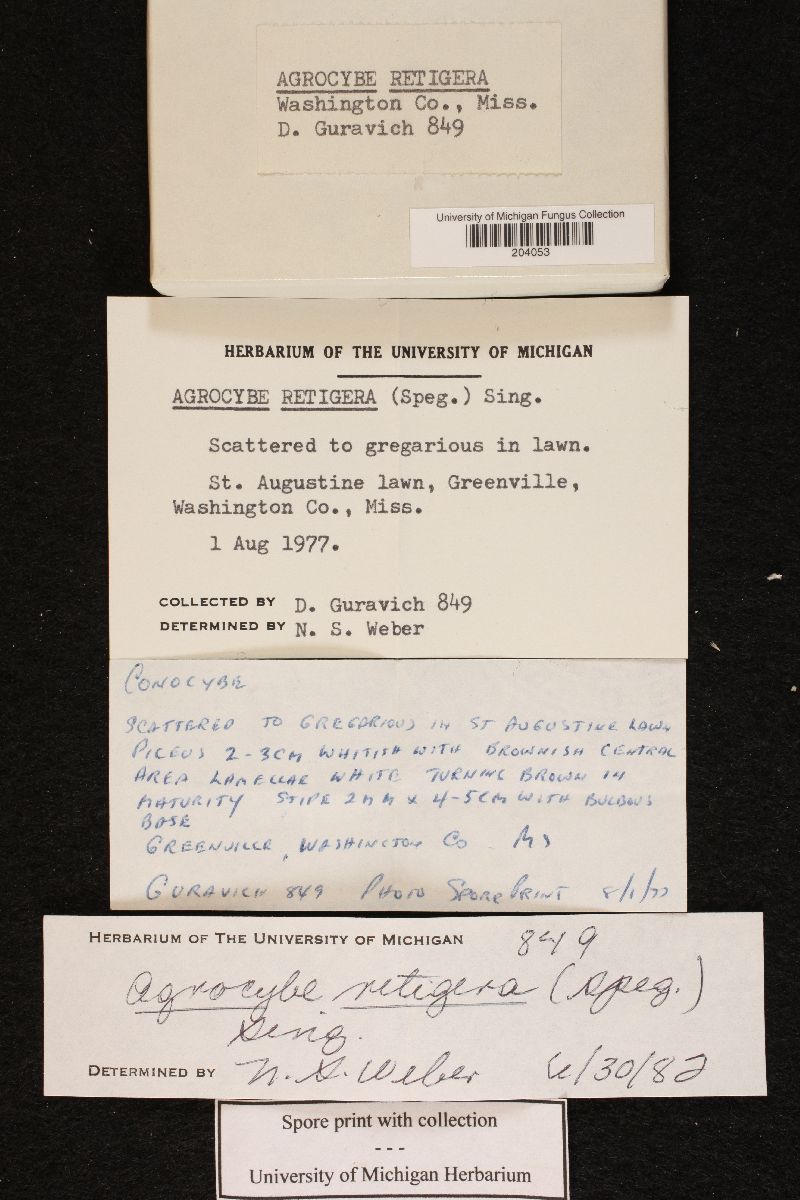 AGROCYBE RETIGERA
Washington Co., Miss.
D. Guravich 849
University of Michigan Fungus Collection
204053
HERBARIUM OF THE UNIVERSITY OF MICHIGAN
AGROCYBE RETIGERA (Speg.) Sing.
Scattered to gregarious in lawn.
St. Augustine lawn, Greenville,
Washington Co., Miss.
1 Aug 1977.
COLLECTED BY D. Guravich 849
DETERMINED BY N. S. Weber
CONOCYBE
SCATTERED TO GREGARIOUS IN ST AUGUSTINE LAWN
PILEUS 2-3CM WHITISH WITH BROWNISH CENTRAL
AREA LAMELLAE WHITE TURNING BROWN IN
MATURITY STIPE 2MM X 4-5CM WITH BULBOUS
BASE
GREENVILLE, WASHINGTON CO MS
GURAVICH 849 PHOTO SPORE PRINT 8/1/77
HERBARIUM OF THE UNIVERSITY OF MICHIGAN 849
Agrocybe retigera (Speg.)
Sing.
DETERMINED BY N. S. Weber 6/30/82
Spore print with collection
- - -
University of Michigan Herbarium